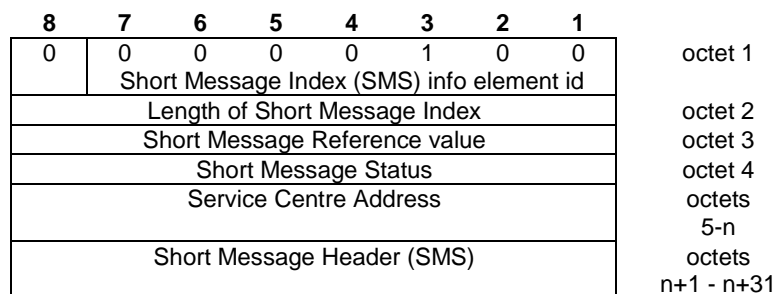 8 7 6 5 4 3 2 1
0 0 0 0 0 1 0 0 octet 1
Short Message Index (SMS) info element id
Length of Short Message Index octet 2
Short Message Reference value octet 3
Short Message Status octet 4
Service Centre Address octets
5-n
Short Message Header (SMS) octets
n+1 - n+31